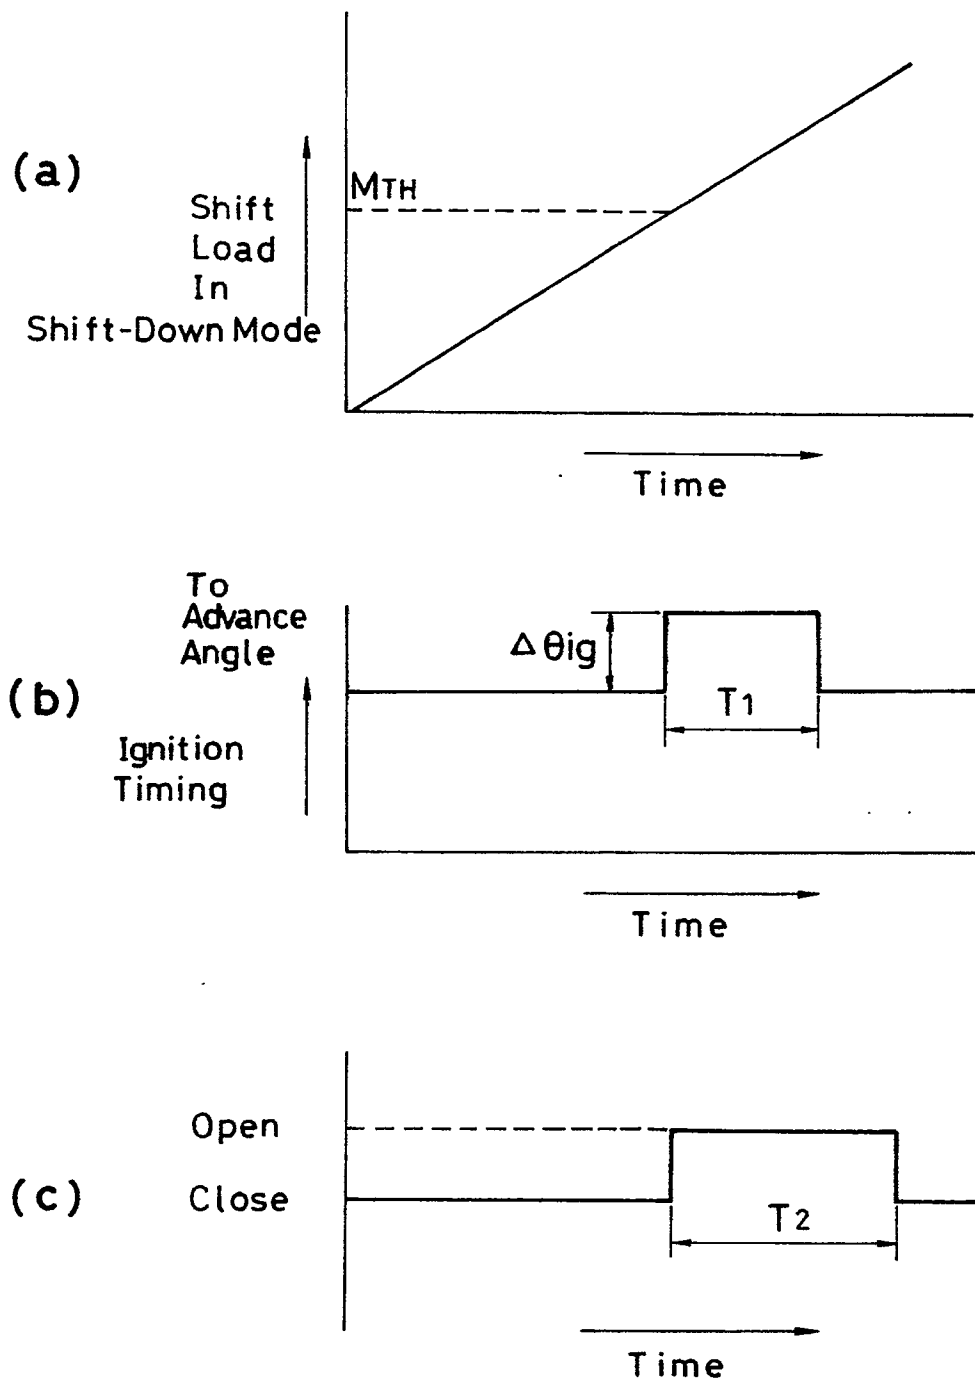 (a)
MTH
Shift
Load
In
Shift-Down Mode
Time
To
Advance
Angle
Δθig
(b)
T1
Ignition
Timing
Time
Open
(c)
Close
T2
Time